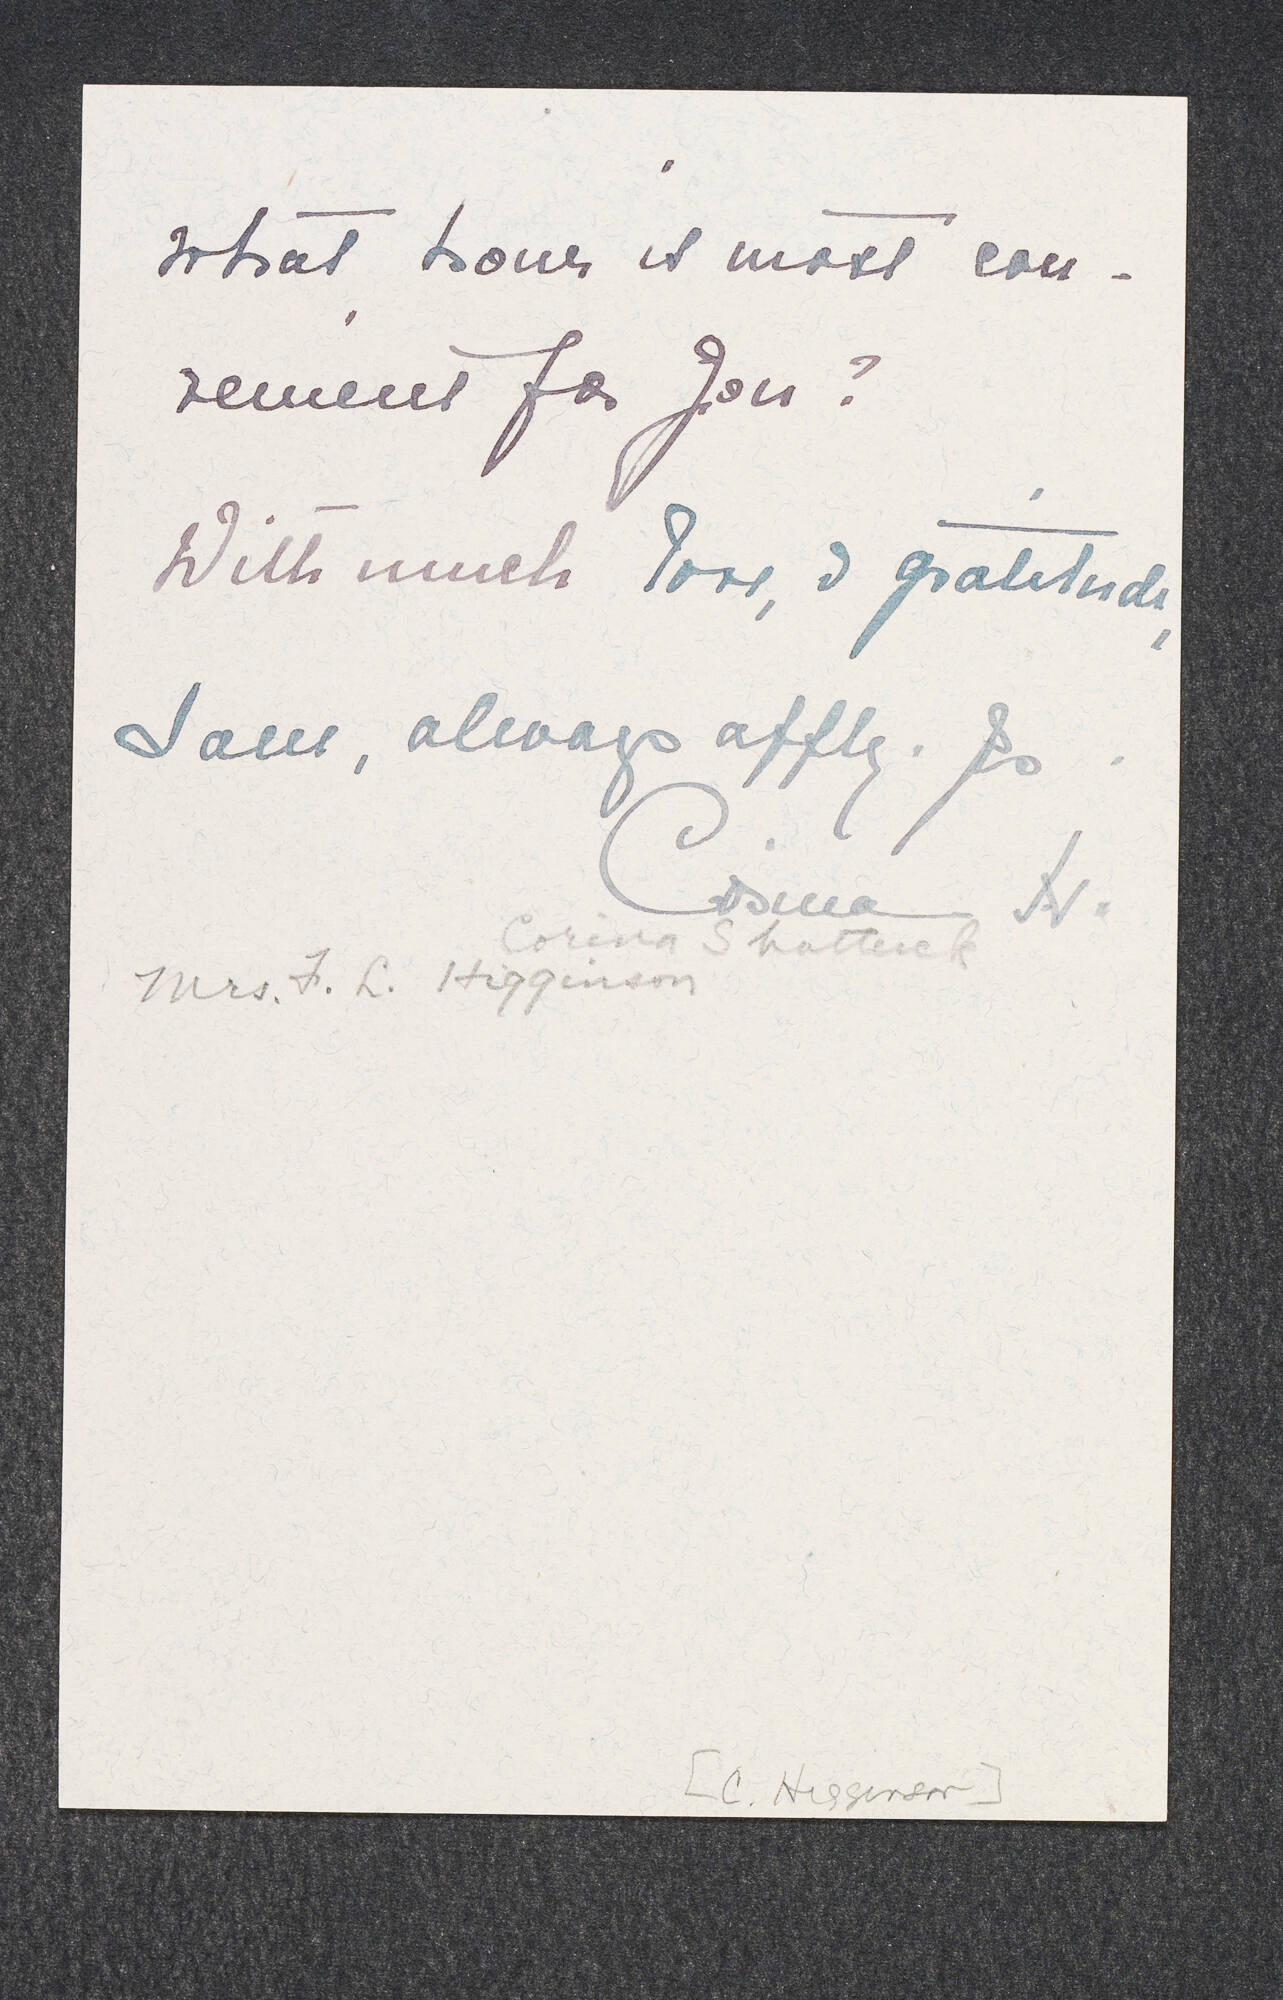 what hour is most con-
venient for you?
With much love, & gratitude,
I am, always affly. yrs.
Corina H.
Corina Shattuck
Mrs. F. L. Higginson
[C. Higginson]